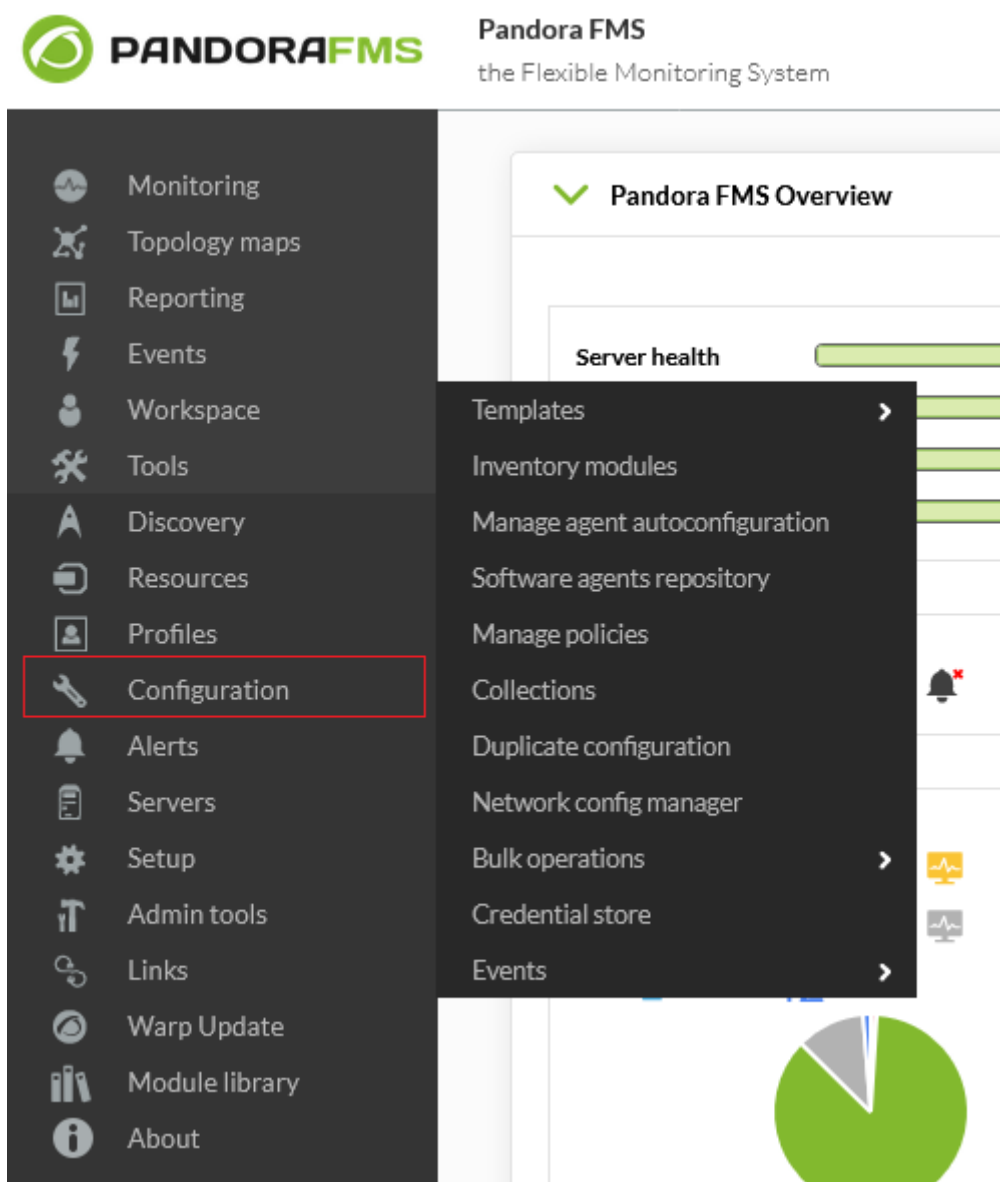 PANDORAFMS
Pandora FMS
the Flexible Monitoring System
Monitoring
Topology maps
Reporting
Events
Workspace
Tools
Discovery
Resources
Profiles
Configuration
Alerts
Servers
Setup
Admin tools
Links
Warp Update
Module library
About
Pandora FMS Overview
Server health
Templates
Inventory modules
Manage agent autoconfiguration
Software agents repository
Manage policies
Collections
Duplicate configuration
Network config manager
Bulk operations
Credential store
Events